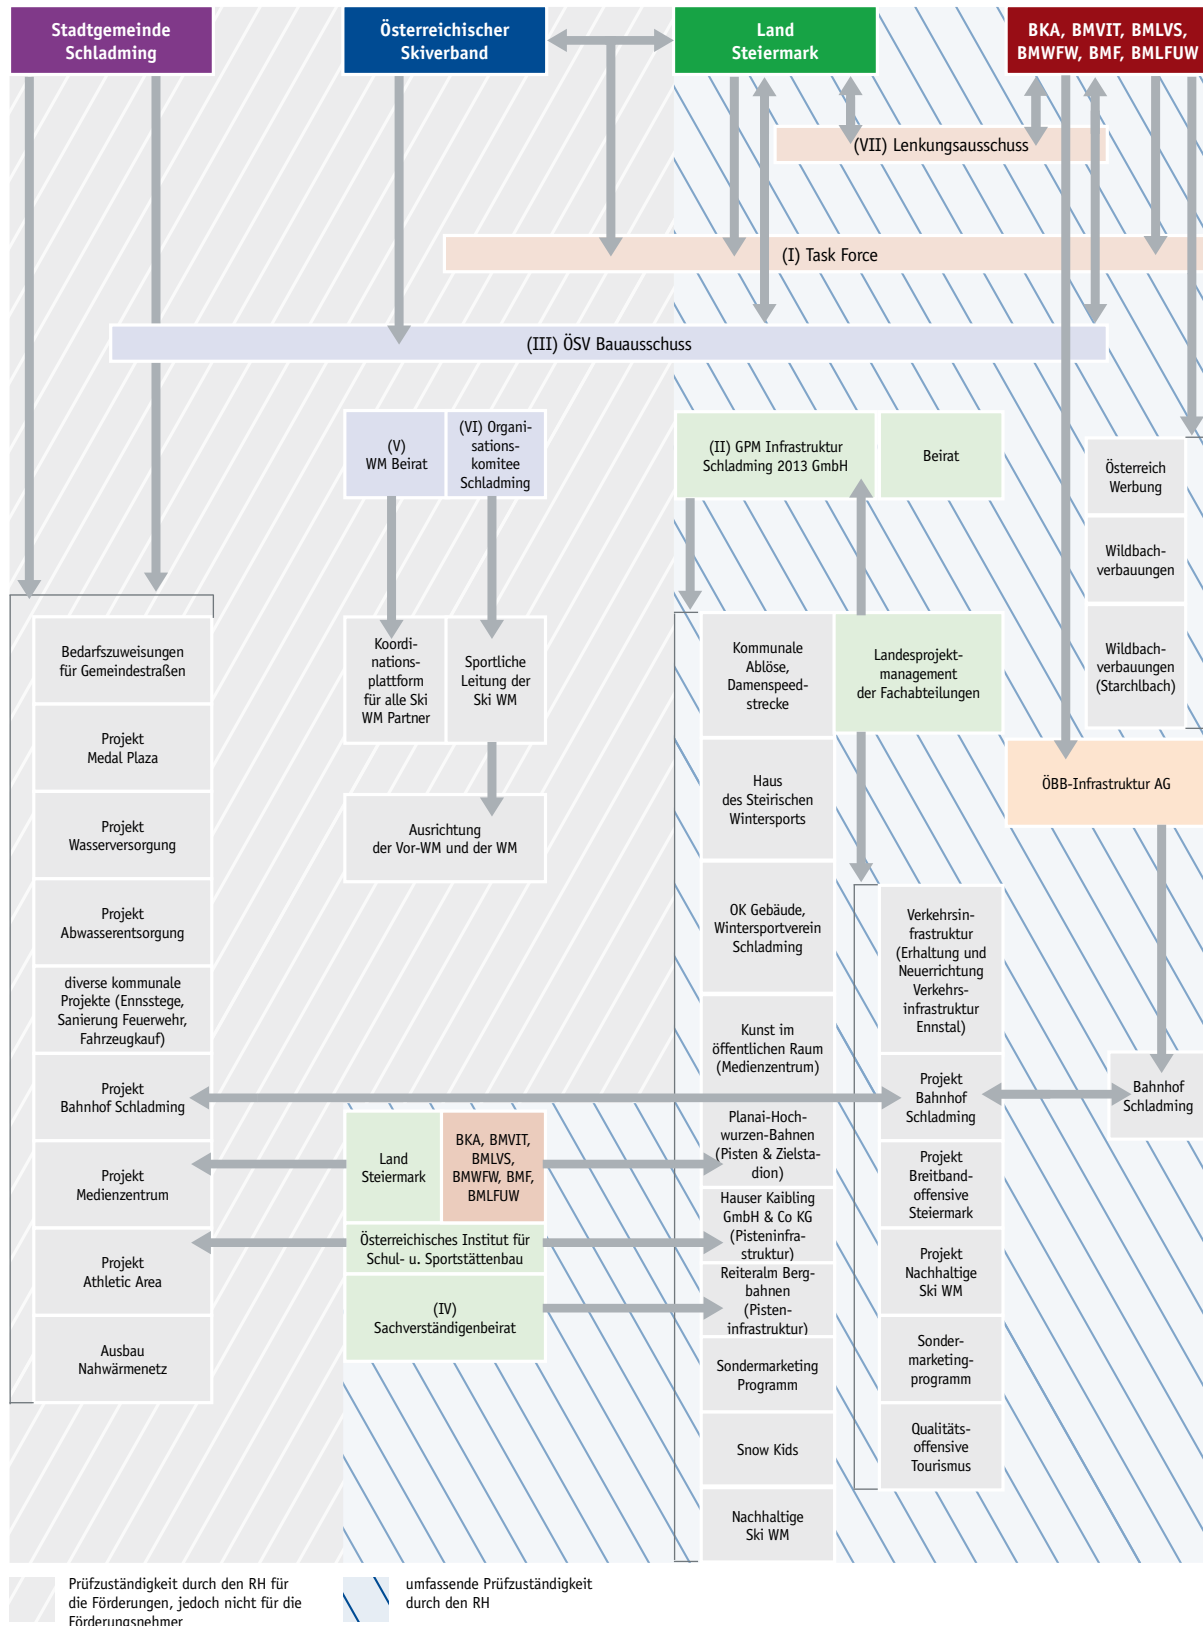 Stadtgemeinde
Schladming
Österreichischer
Skiverband
Land
Steiermark
BKA, BMVIT, BMLVS,
BMWFW, BMF, BMLFUW
(VII) Lenkungsausschuss
(I) Task Force
(III) ÖSV Bauausschuss
(V)
WM Beirat
(VI) Organi-
sations-
komitee
Schladming
(II) GPM Infrastruktur
Schladming 2013 GmbH
Beirat
Österreich
Werbung
Wildbach-
verbauungen
Wildbach-
verbauungen
(Starchlbach)
Bedarfszuweisungen
für Gemeindestraßen
Projekt
Medal Plaza
Projekt
Wasserversorgung
Projekt
Abwasserentsorgung
diverse kommunale
Projekte (Ennsstege,
Sanierung Feuerwehr,
Fahrzeugkauf)
Projekt
Bahnhof Schladming
Projekt
Medienzentrum
Projekt
Athletic Area
Ausbau
Nahwärmenetz
Koordi-
nations-
plattform
für alle Ski
WM Partner
Sportliche
Leitung der
Ski WM
Ausrichtung
der Vor-WM und der WM
Land
Steiermark
BKA, BMVIT,
BMLVS,
BMWFW, BMF,
BMLFUW
Österreichisches Institut für
Schul- u. Sportstättenbau
(IV)
Sachverständigenbeirat
Kommunale
Ablöse,
Damenspeed-
strecke
Haus
des Steirischen
Wintersports
OK Gebäude,
Wintersportverein
Schladming
Kunst im
öffentlichen Raum
(Medienzentrum)
Planai-Hoch-
wurzen-Bahnen
(Pisten & Zielsta-
dion)
Hauser Kaibling
GmbH & Co KG
(Pisteninfra-
struktur)
Reiteralm Berg-
bahnen
(Pisten-
infrastruktur)
Sondermarketing
Programm
Snow Kids
Nachhaltige
Ski WM
Landesprojekt-
management
der Fachabteilungen
Verkehrsin-
frastruktur
(Erhaltung und
Neuerrichtung
Verkehrs-
infrastruktur
Ennstal)
Projekt
Bahnhof
Schladming
Projekt
Breitband-
offensive
Steiermark
Projekt
Nachhaltige
Ski WM
Sonder-
marketing-
programm
Qualitäts-
offensive
Tourismus
ÖBB-Infrastruktur AG
Bahnhof
Schladming
Prüfzuständigkeit durch den RH für
die Förderungen, jedoch nicht für die
Förderungsnehmer
umfassende Prüfzuständigkeit
durch den RH